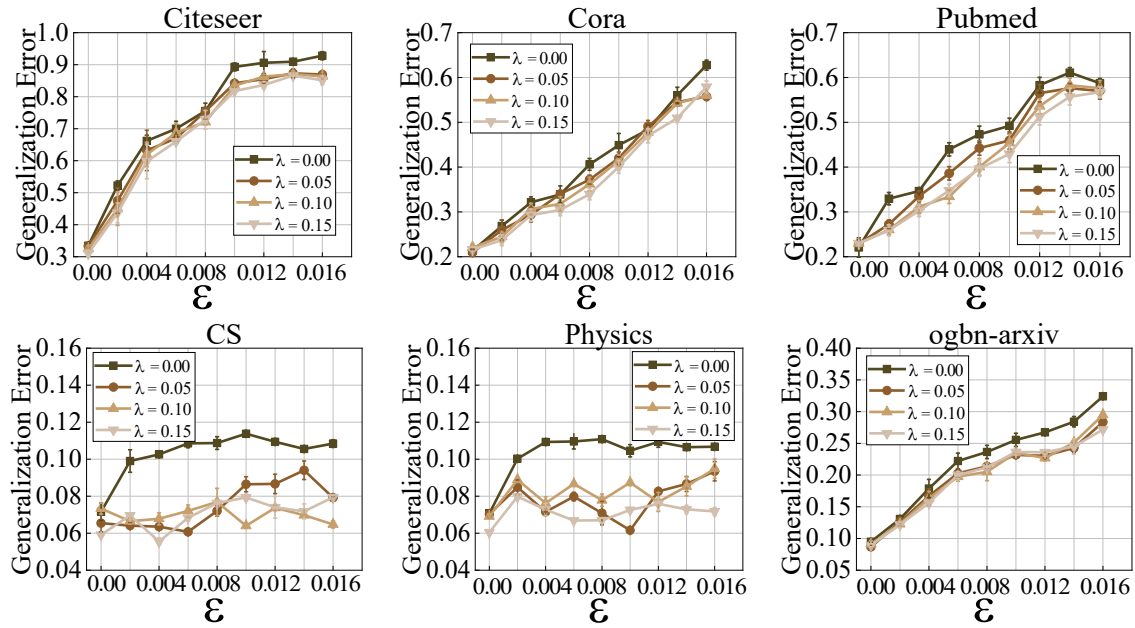 Citeseer
Generalization Error
1.0
0.9
0.8
0.7
0.6
0.5
0.4
0.3
λ = 0.00
λ = 0.05
λ = 0.10
λ = 0.15
0.00 0.004 0.008 0.012 0.016
ε
Cora
Generalization Error
0.7
0.6
0.5
0.4
0.3
0.2
λ = 0.00
λ = 0.05
λ = 0.10
λ = 0.15
0.00 0.004 0.008 0.012 0.016
ε
Pubmed
Generalization Error
0.7
0.6
0.5
0.4
0.3
0.2
λ = 0.00
λ = 0.05
λ = 0.10
λ = 0.15
0.00 0.004 0.008 0.012 0.016
ε
CS
Generalization Error
0.16
0.14
0.12
0.10
0.08
0.06
0.04
λ = 0.00
λ = 0.05
λ = 0.10
λ = 0.15
0.00 0.004 0.008 0.012 0.016
ε
Physics
Generalization Error
0.16
0.14
0.12
0.10
0.08
0.06
0.04
λ = 0.00
λ = 0.05
λ = 0.10
λ = 0.15
0.00 0.004 0.008 0.012 0.016
ε
ogbn-arxiv
Generalization Error
0.40
0.35
0.30
0.25
0.20
0.15
0.10
0.05
λ = 0.00
λ = 0.05
λ = 0.10
λ = 0.15
0.00 0.004 0.008 0.012 0.016
ε